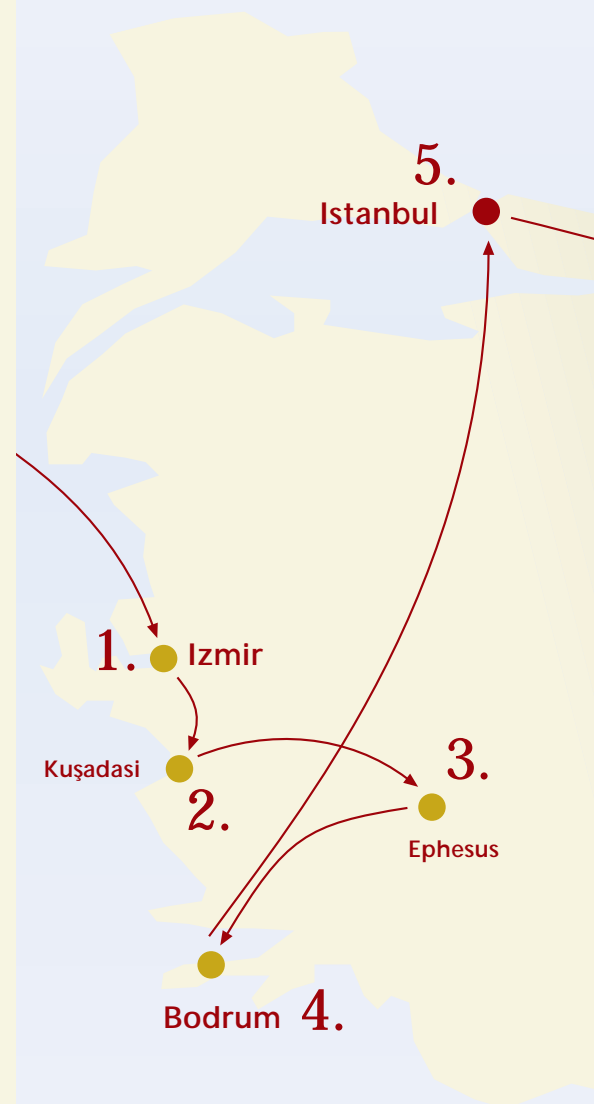 5.
Istanbul
1. Izmir
Kuşadasi
2.
3.
Ephesus
Bodrum 4.